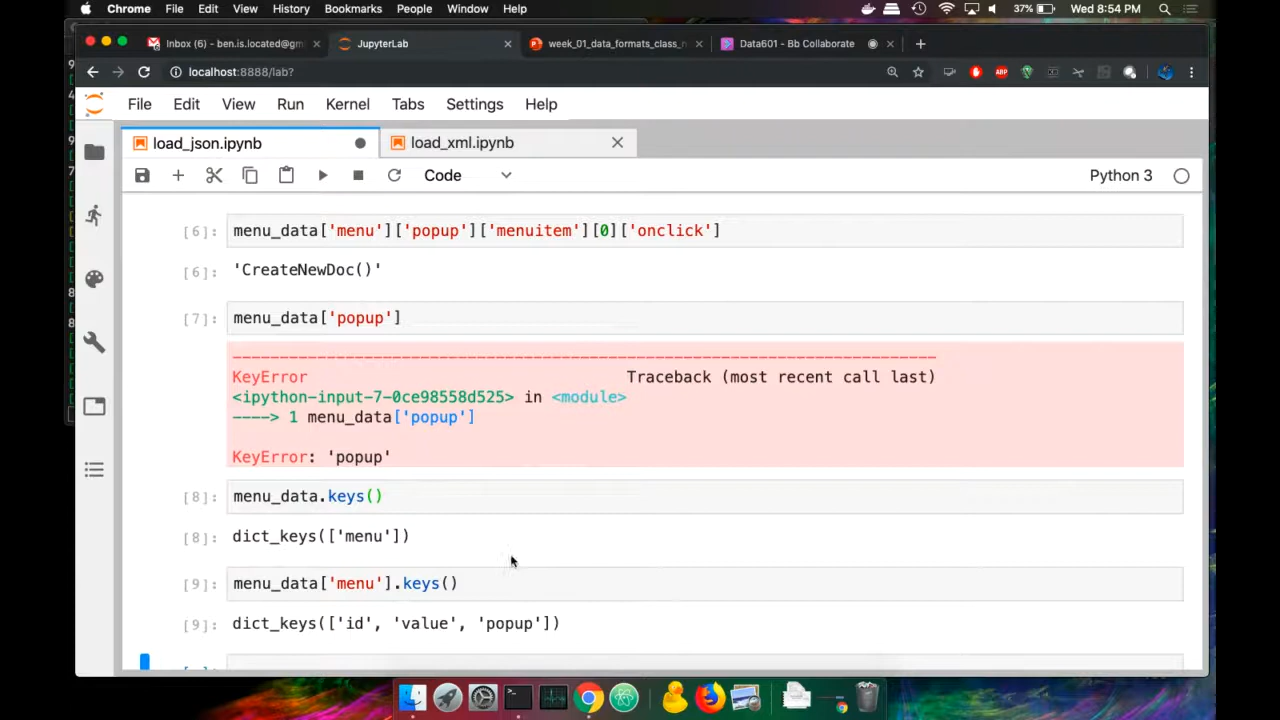 Chrome File Edit View History Bookmarks People Window Help 37% Wed 8:54 PM
Inbox (6) - ben.is.located@gm
JupyterLab
week_01_data_formats_class_
Data601 - Bb Collaborate
localhost:8888/lab?
ABP
File Edit View Run Kernel Tabs Settings Help
load_json.ipynb
load_xml.ipynb
Code
Python 3
[6]: menu_data['menu']['popup']['menuitem'][0]['onclick']
[6]: 'CreateNewDoc()'
[7]: menu_data['popup']
---------------------------------------------------------------------------
KeyError Traceback (most recent call last)
<ipython-input-7-0ce98558d525> in <module>
----> 1 menu_data['popup']
KeyError: 'popup'
[8]: menu_data.keys()
[8]: dict_keys(['menu'])
[9]: menu_data['menu'].keys()
[9]: dict_keys(['id', 'value', 'popup'])